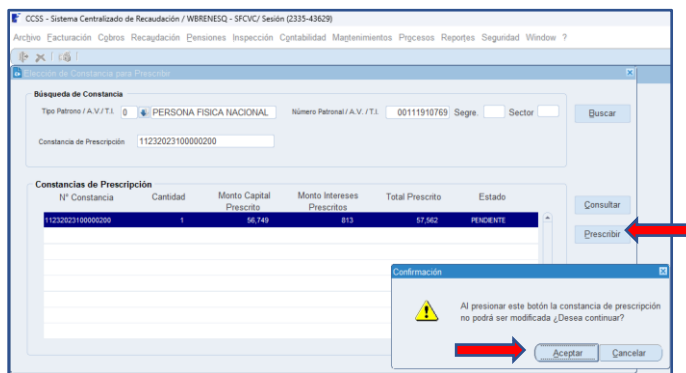 CCSS - Sistema Centralizado de Recaudación / WBRENESQ - SFCVC/ Sesión (2335-43629)
Archivo Facturación Cobros Recaudación Pensiones Inspección Contabilidad Mantenimientos Procesos Reportes Seguridad Window ?
Elección de Constancia para Prescribir
Búsqueda de Constancia
Tipo Patrono / A.V./ T.I. 0 PERSONA FISICA NACIONAL Número Patronal / A.V. / T.I. 00111910769 Segre. Sector Buscar
Constancia de Prescripción 11232023100000200
Constancias de Prescripción
N° Constancia Cantidad Monto Capital Prescrito Monto Intereses Prescritos Total Prescrito Estado
Consultar
11232023100000200 1 56,749 813 57,562 PENDIENTE
Prescribir
Confirmación
Al presionar este botón la constancia de prescripción
no podrá ser modificada ¿Desea continuar?
Aceptar Cancelar